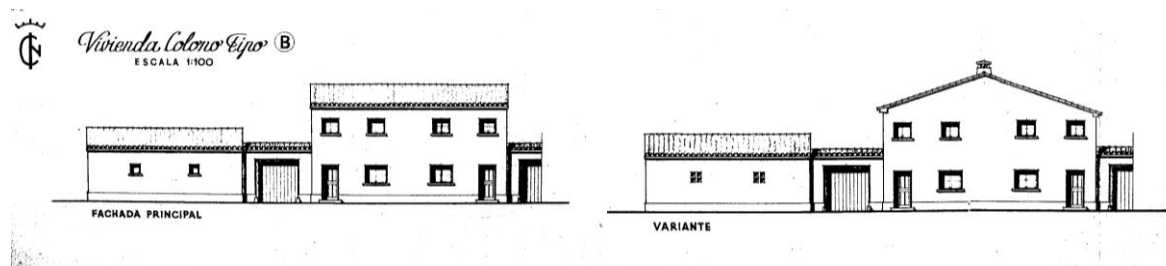 Vivienda Colono Tipo B
ESCALA 1:100
FACHADA PRINCIPAL
VARIANTE